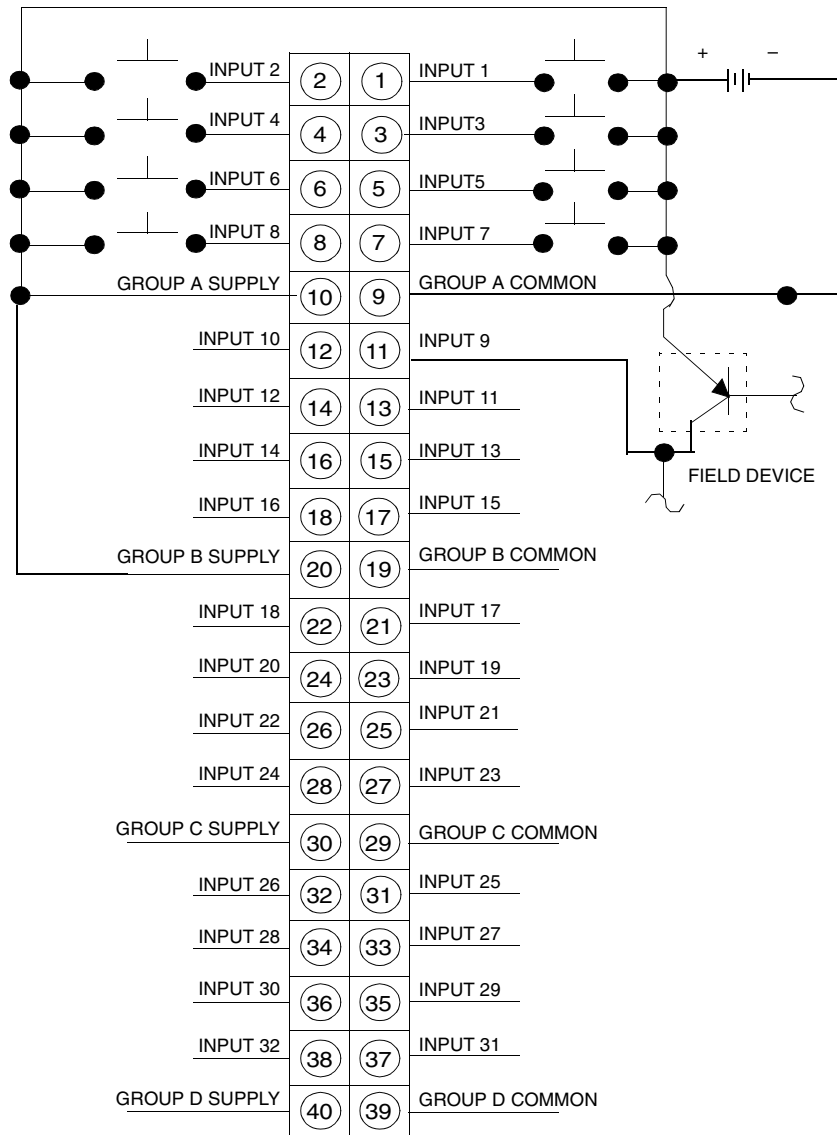 + −
INPUT 2 2 1 INPUT 1
INPUT 4 4 3 INPUT3
INPUT 6 6 5 INPUT5
INPUT 8 8 7 INPUT 7
GROUP A SUPPLY 10 9 GROUP A COMMON
INPUT 10 12 11 INPUT 9
INPUT 12 14 13 INPUT 11
INPUT 14 16 15 INPUT 13
FIELD DEVICE
INPUT 16 18 17 INPUT 15
GROUP B SUPPLY 20 19 GROUP B COMMON
INPUT 18 22 21 INPUT 17
INPUT 20 24 23 INPUT 19
INPUT 22 26 25 INPUT 21
INPUT 24 28 27 INPUT 23
GROUP C SUPPLY 30 29 GROUP C COMMON
INPUT 26 32 31 INPUT 25
INPUT 28 34 33 INPUT 27
INPUT 30 36 35 INPUT 29
INPUT 32 38 37 INPUT 31
GROUP D SUPPLY 40 39 GROUP D COMMON